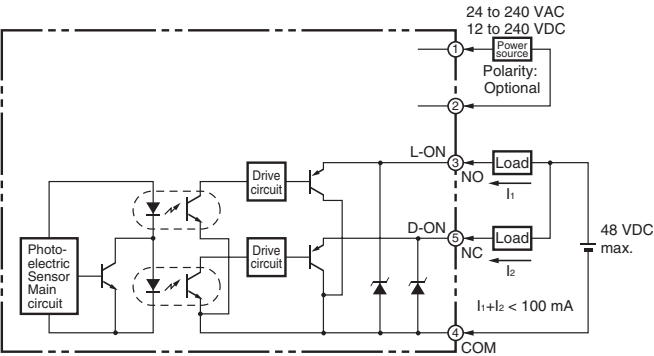 24 to 240 VAC
12 to 240 VDC
1
Power
source
Polarity:
Optional
2
L-ON
3
Load
NO
I1
Drive
circuit
D-ON
5
Load
NC
I2
48 VDC
max.
Drive
circuit
Photo-
electric
Sensor
Main
circuit
I1+I2 < 100 mA
4
COM